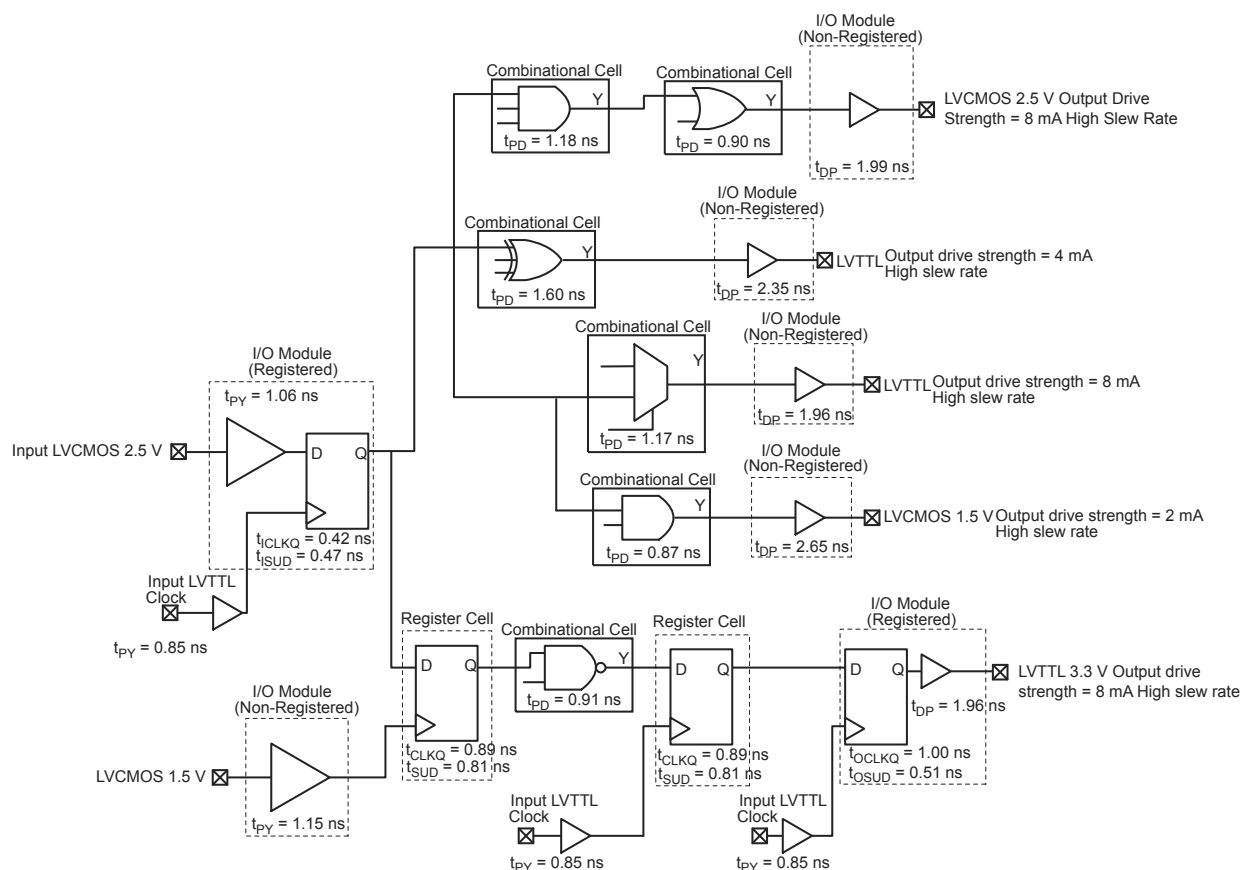 I/O Module
(Non-Registered)
Combinational Cell
Y
tPD = 1.18 ns
Combinational Cell
Y
tPD = 0.90 ns
tDP = 1.99 ns
LVCMOS 2.5 V Output Drive
Strength = 8 mA High Slew Rate
I/O Module
(Non-Registered)
Combinational Cell
Y
tPD = 1.60 ns
tDP = 2.35 ns
LVTTL Output drive strength = 4 mA
High slew rate
I/O Module
(Non-Registered)
Combinational Cell
Y
tPD = 1.17 ns
tDP = 1.96 ns
LVTTL Output drive strength = 8 mA
High slew rate
I/O Module
(Registered)
tPY = 1.06 ns
Input LVCMOS 2.5 V
D
Q
tICLKQ = 0.42 ns
tISUD = 0.47 ns
Input LVTTL
Clock
tPY = 0.85 ns
I/O Module
(Non-Registered)
Combinational Cell
Y
tPD = 0.87 ns
tDP = 2.65 ns
LVCMOS 1.5 V Output drive strength = 2 mA
High slew rate
I/O Module
(Non-Registered)
LVCMOS 1.5 V
tPY = 1.15 ns
Register Cell
D
Q
tCLKQ = 0.89 ns
tSUD = 0.81 ns
Combinational Cell
Y
tPD = 0.91 ns
Register Cell
D
Q
tCLKQ = 0.89 ns
tSUD = 0.81 ns
Input LVTTL
Clock
tPY = 0.85 ns
I/O Module
(Registered)
D
Q
tDP = 1.96 ns
tOCLKQ = 1.00 ns
tOSUD = 0.51 ns
LVTTL 3.3 V Output drive
strength = 8 mA High slew rate
Input LVTTL
Clock
tPY = 0.85 ns